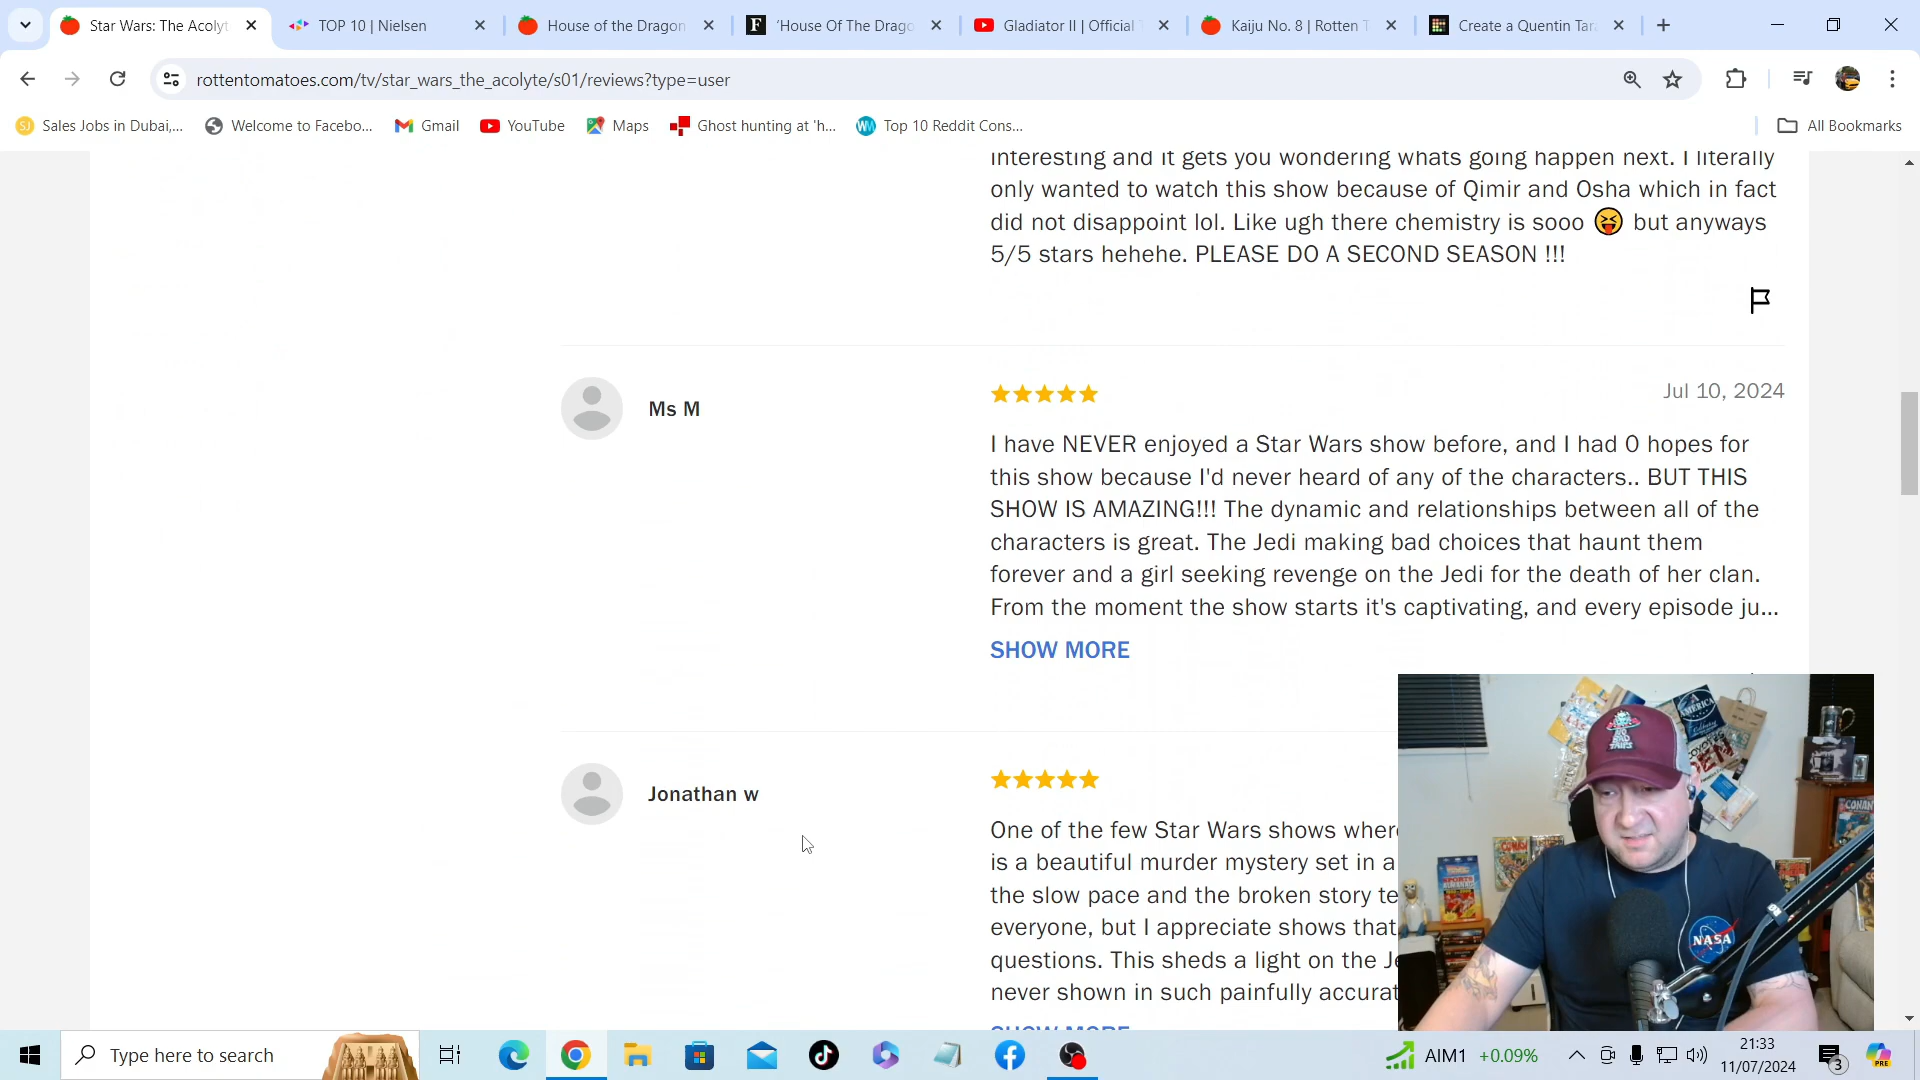 Star Wars: The Acolyt
TOP 10 | Nielsen
House of the Dragon
'House Of The Drago
Gladiator II | Official T
Kaiju No. 8 | Rotten T
Create a Quentin Tara
rottentomatoes.com/tv/star_wars_the_acolyte/s01/reviews?type=user
Sales Jobs in Dubai,...
Welcome to Facebo...
Gmail
YouTube
Maps
Ghost hunting at 'h...
Top 10 Reddit Cons...
All Bookmarks
interesting and it gets you wondering whats going happen next. I literally
only wanted to watch this show because of Qimir and Osha which in fact
did not disappoint lol. Like ugh there chemistry is sooo 😝 but anyways
5/5 stars hehehe. PLEASE DO A SECOND SEASON !!!
Ms M
Jul 10, 2024
I have NEVER enjoyed a Star Wars show before, and I had 0 hopes for
this show because I'd never heard of any of the characters.. BUT THIS
SHOW IS AMAZING!!! The dynamic and relationships between all of the
characters is great. The Jedi making bad choices that haunt them
forever and a girl seeking revenge on the Jedi for the death of her clan.
From the moment the show starts it's captivating, and every episode ju...
SHOW MORE
Jonathan w
One of the few Star Wars shows wher
is a beautiful murder mystery set in a
the slow pace and the broken story te
everyone, but I appreciate shows that
questions. This sheds a light on the Je
never shown in such painfully accurat
SHOW MORE
NO BAD
TRIPS
AMERICA
CONAN
NASA
Type here to search
AIM1 +0.09%
21:33
11/07/2024
3
PRE